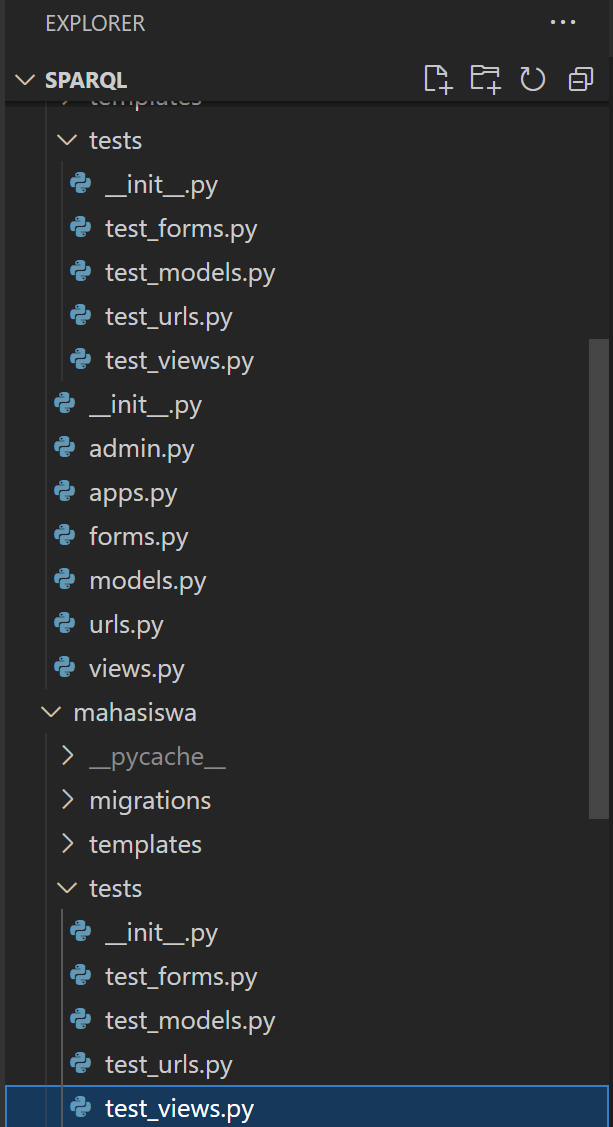 EXPLORER
SPARQL
templates
tests
__init__.py
test_forms.py
test_models.py
test_urls.py
test_views.py
__init__.py
admin.py
apps.py
forms.py
models.py
urls.py
views.py
mahasiswa
__pycache__
migrations
templates
tests
__init__.py
test_forms.py
test_models.py
test_urls.py
test_views.py